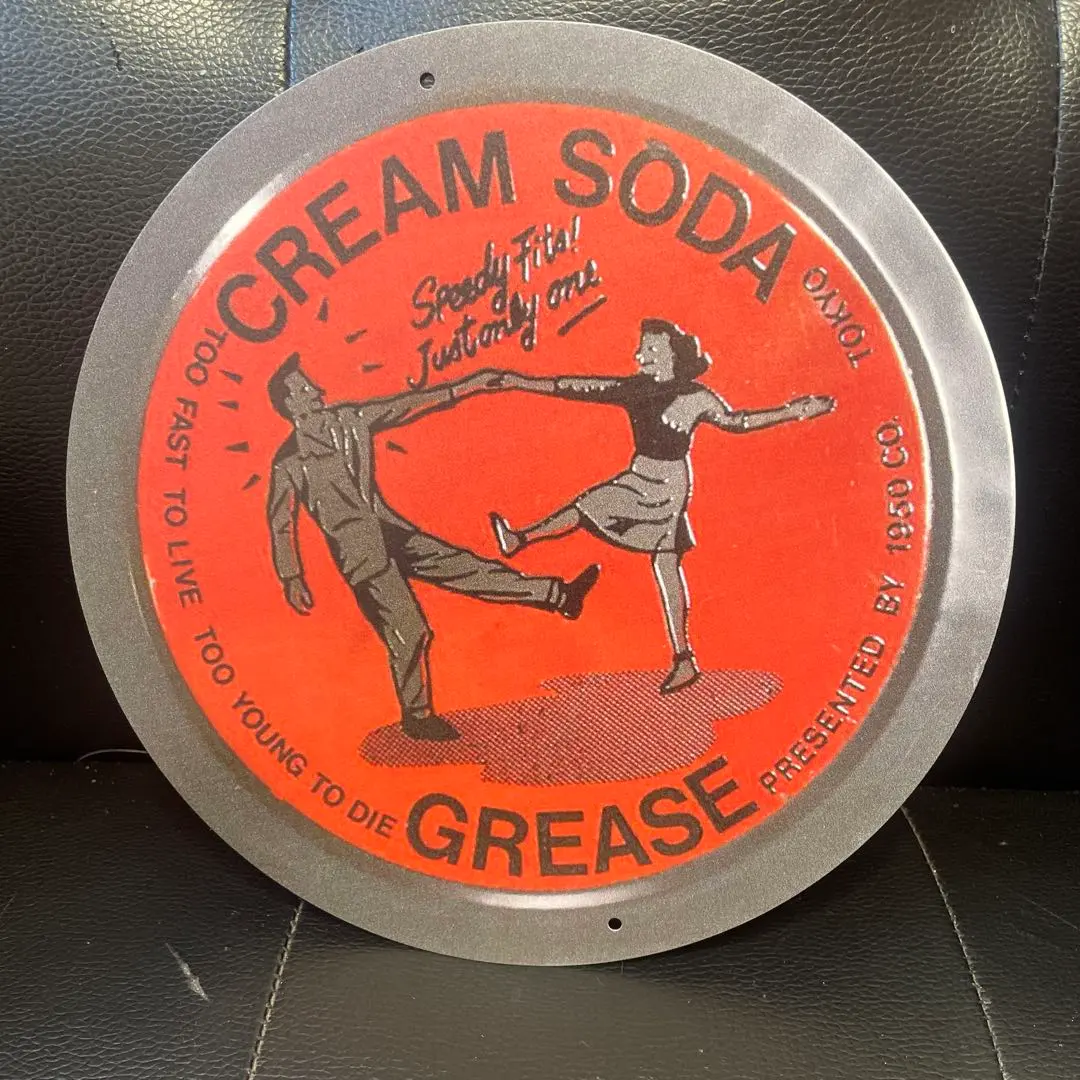 CREAM SODA
TOKYO
Speedy Fits!
Just only one
TOO FAST TO LIVE TOO YOUNG TO DIE
PRESENTED BY 1950 CO.
GREASE